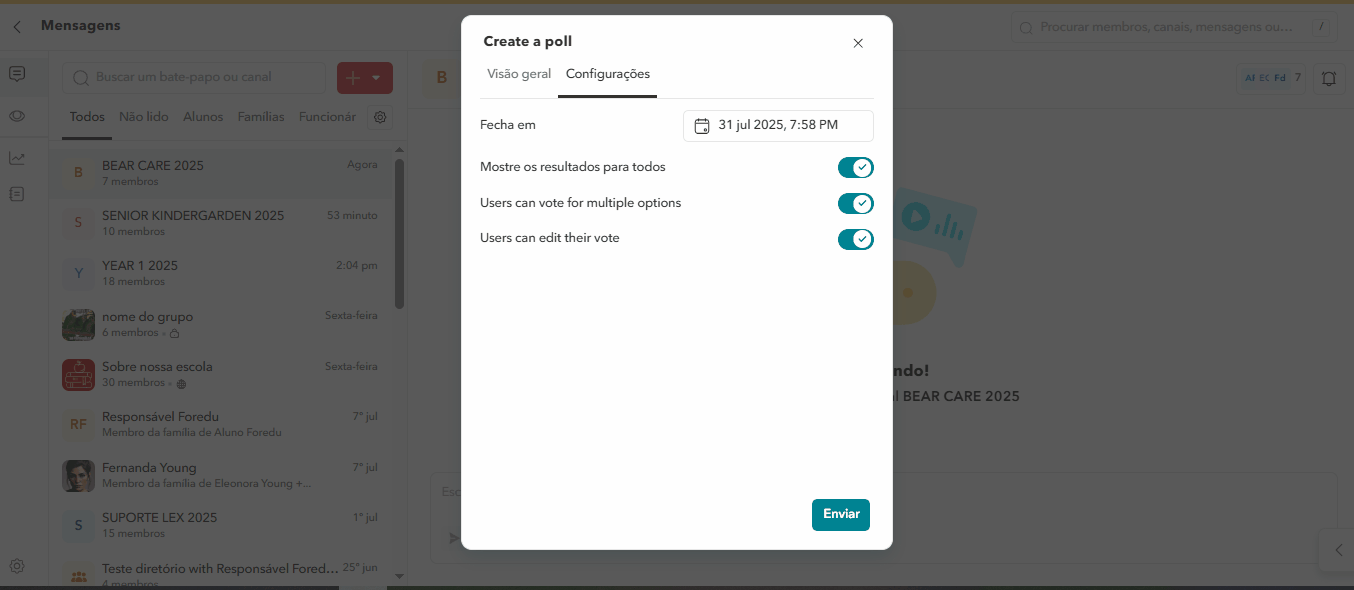 Mensagens
Procurar membros, canais, mensagens ou...
/
Buscar um bate-papo ou canal
Todos
Não lido
Alunos
Famílias
Funcionár
B
BEAR CARE 2025
Agora
7 membros
S
SENIOR KINDERGARDEN 2025
53 minuto
10 membros
Y
YEAR 1 2025
2:04 pm
18 membros
nome do grupo
Sexta-feira
6 membros
Sobre nossa escola
Sexta-feira
30 membros
RF
Responsável Foredu
7° jul
Membro da família de Aluno Foredu
Fernanda Young
7° jul
Membro da família de Eleonora Young +...
S
SUPORTE LEX 2025
1° jul
15 membros
Teste diretório with Responsável Fored...
25° jun
4 membros
B
EC
Fd
7
ndo!
l BEAR CARE 2025
Esc
Create a poll
Visão geral
Configurações
Fecha em
31 jul 2025, 7:58 PM
Mostre os resultados para todos
Users can vote for multiple options
Users can edit their vote
Enviar